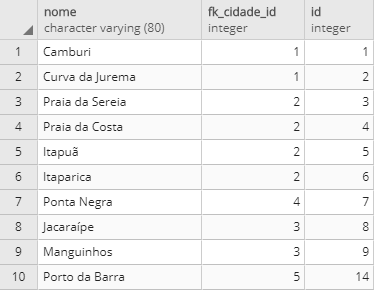 nome fk_cidade_id id
character varying (80) integer integer
1 Camburi 1 1
2 Curva da Jurema 1 2
3 Praia da Sereia 2 3
4 Praia da Costa 2 4
5 Itapuã 2 5
6 Itaparica 2 6
7 Ponta Negra 4 7
8 Jacaraípe 3 8
9 Manguinhos 3 9
10 Porto da Barra 5 14